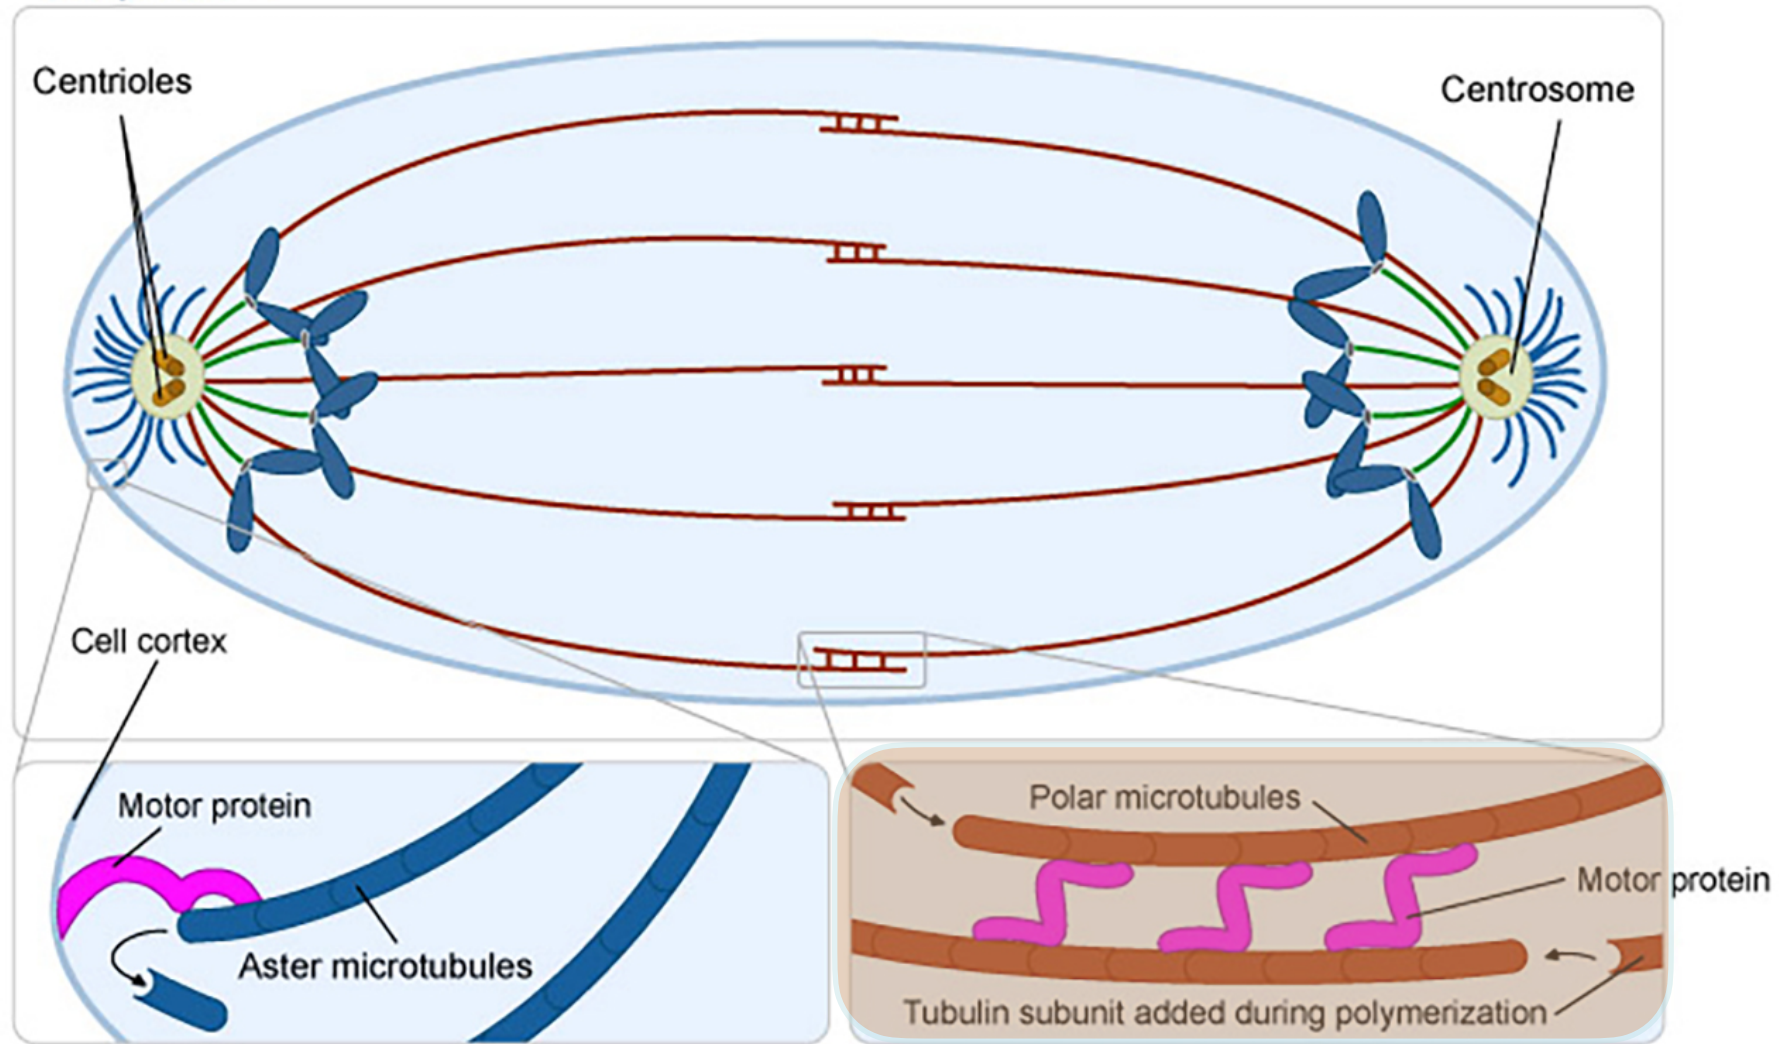 Centrioles
Centrosome
Cell cortex
Motor protein
Aster microtubules
Polar microtubules
Motor protein
Tubulin subunit added during polymerization